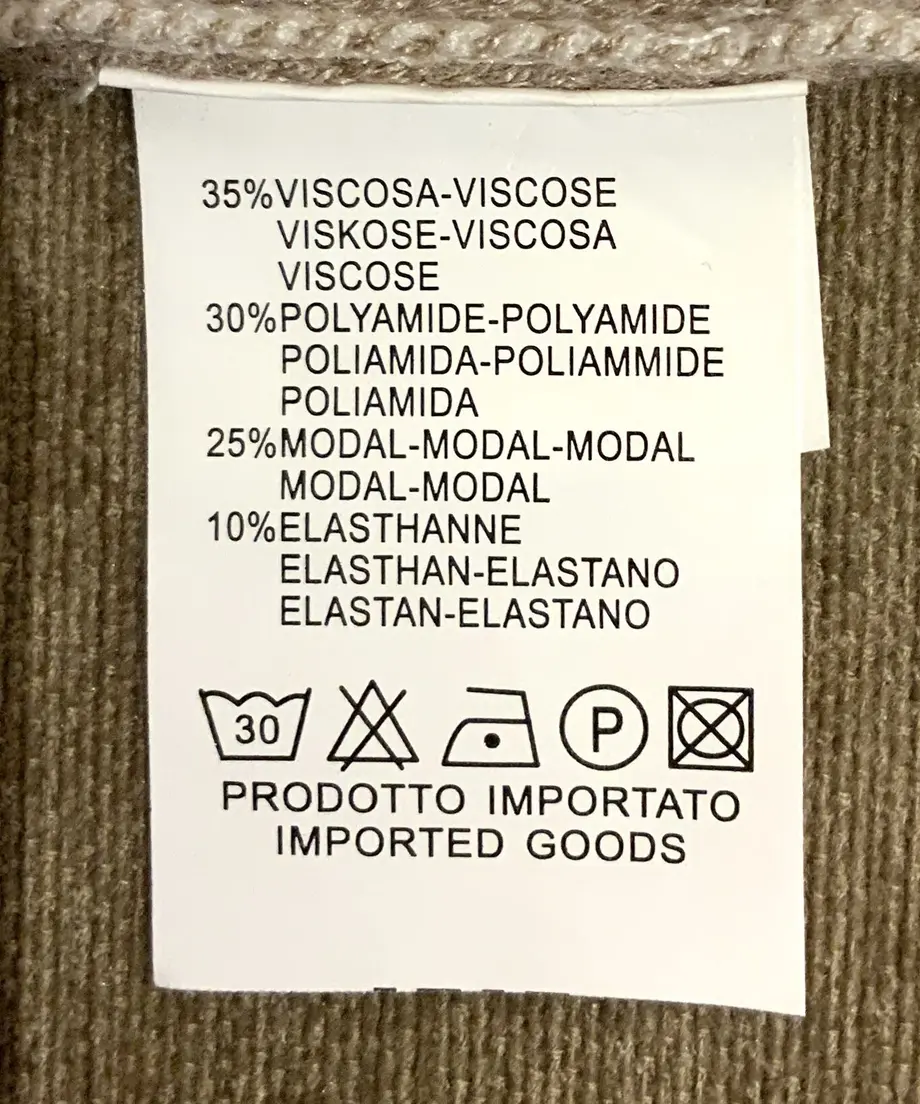 35%VISCOSA-VISCOSE
VISKOSE-VISCOSA
VISCOSE
30%POLYAMIDE-POLYAMIDE
POLIAMIDA-POLIAMMIDE
POLIAMIDA
25%MODAL-MODAL-MODAL
MODAL-MODAL
10%ELASTHANNE
ELASTHAN-ELASTANO
ELASTAN-ELASTANO
30 P
PRODOTTO IMPORTATO
IMPORTED GOODS